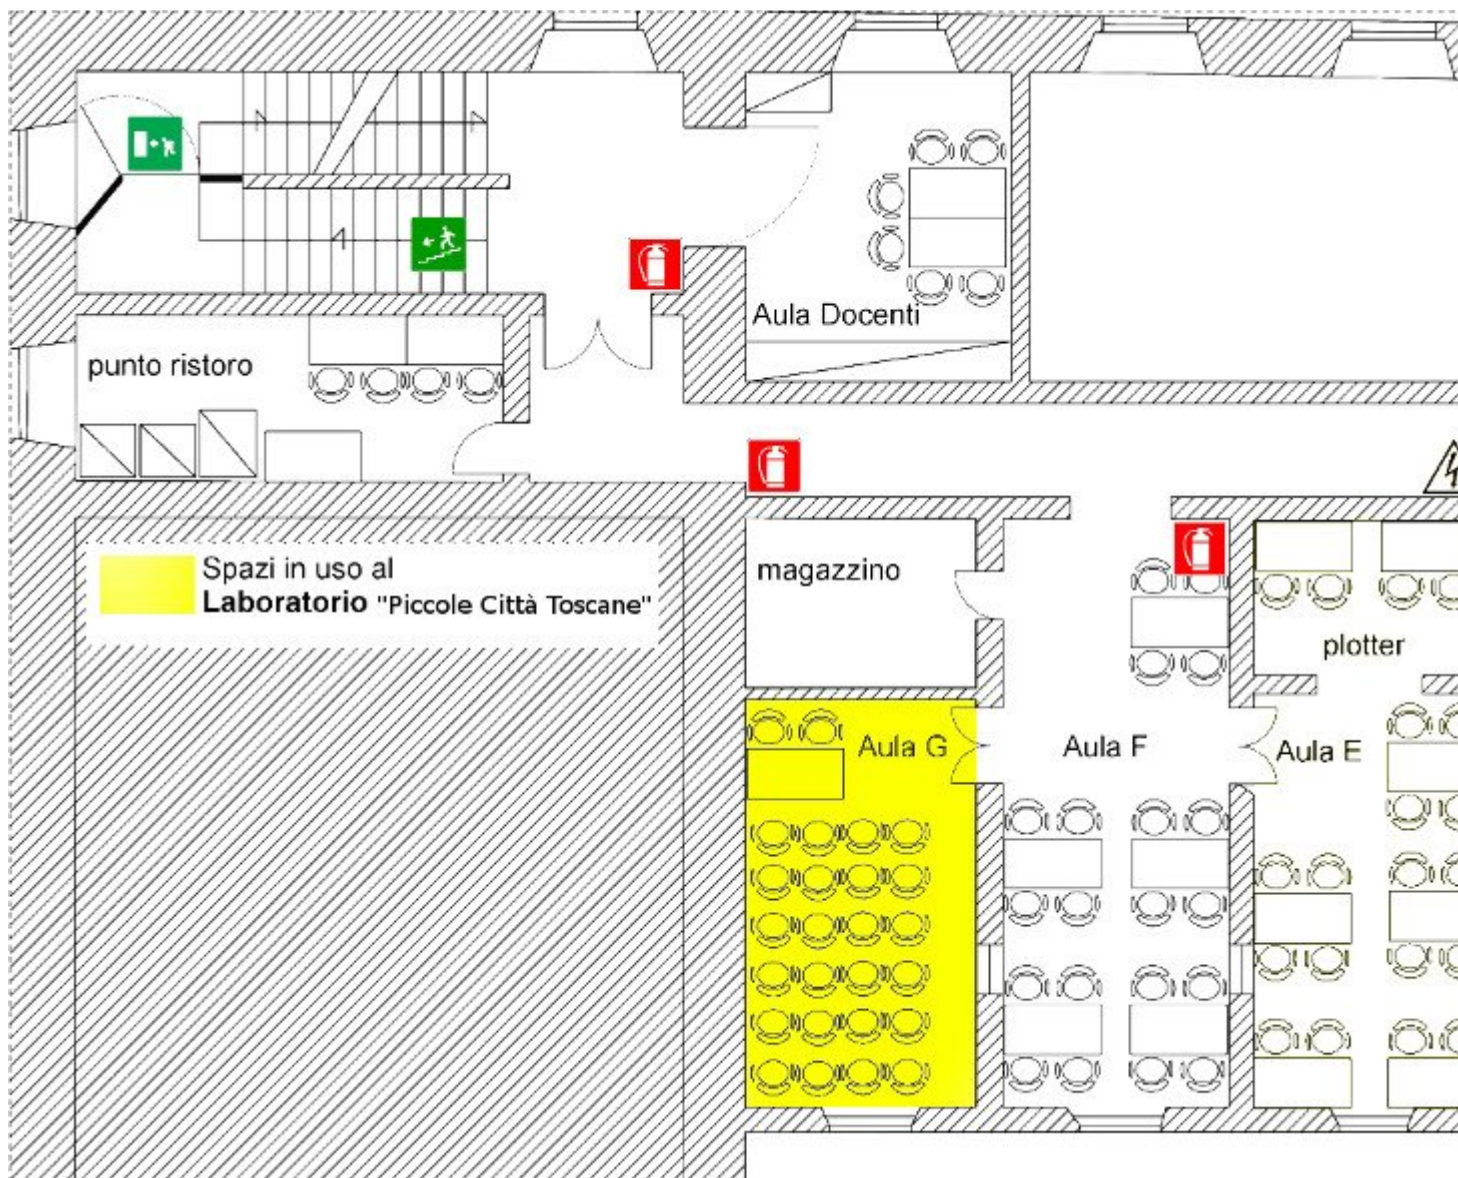 Aula Docenti
punto ristoro
Spazi in uso al
Laboratorio "Piccole Città Toscane"
magazzino
plotter
Aula G
Aula F
Aula E